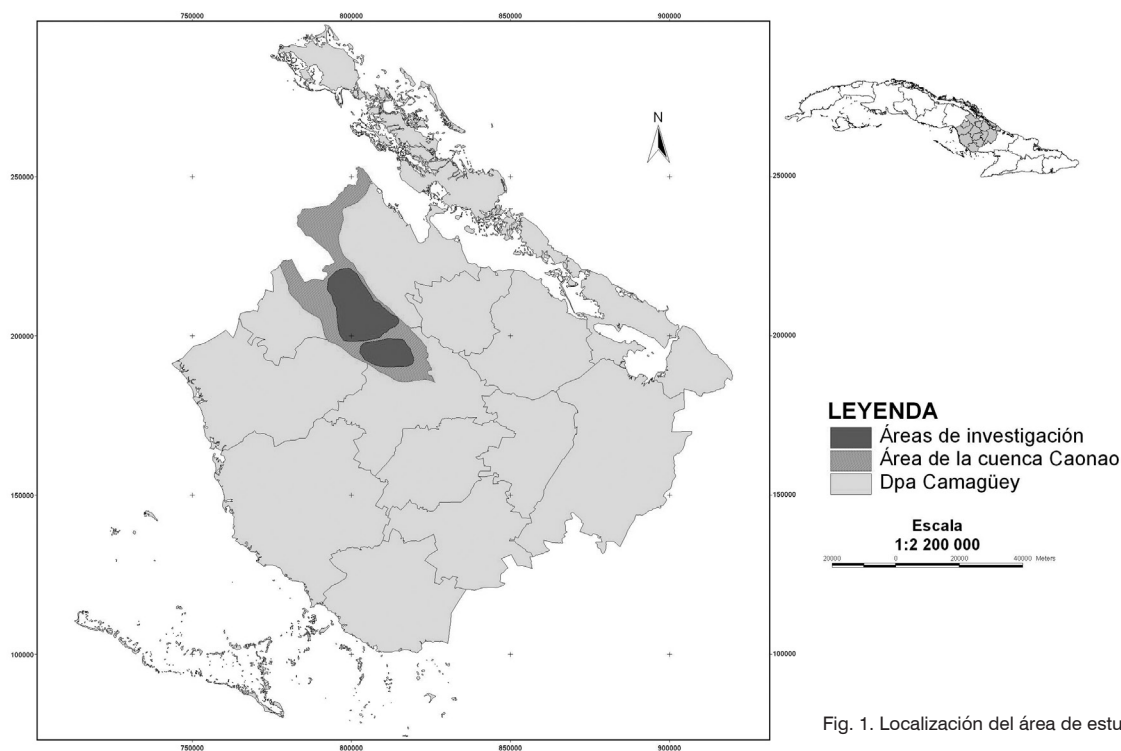 750000 800000 850000 900000
N
250000 250000
200000 200000
150000 150000
100000 100000
750000 800000 850000 900000
LEYENDA
Áreas de investigación
Área de la cuenca Caonao
Dpa Camagüey
Escala
1:2 200 000
20000 0 20000 40000 Meters
Fig. 1. Localización del área de estu